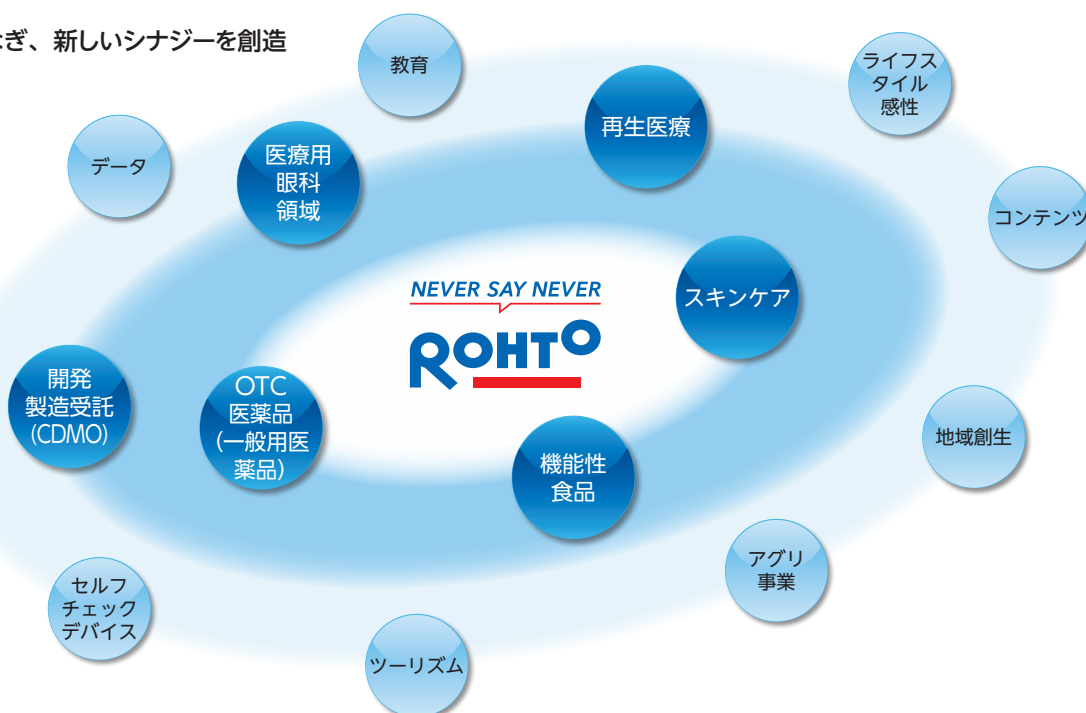 ぎ、新しいシナジーを創造
教育
ライフス
タイル
感性
再生医療
データ
医療用
眼科
領域
コンテンツ
NEVER SAY NEVER
ROHTO
スキンケア
開発
製造受託
(CDMO)
OTC
医薬品
(一般用医
薬品)
機能性
食品
地域創生
アグリ
事業
セルフ
チェック
デバイス
ツーリズム